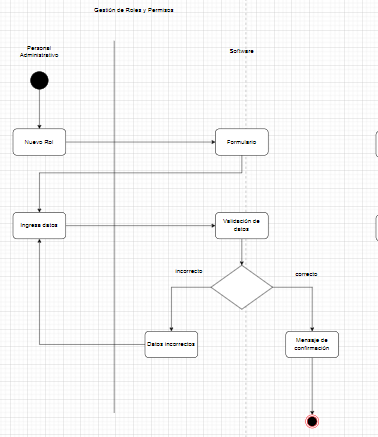 Gestión de Roles y Permisos
Personal
Administrativo
Software
Nuevo Rol
Formulario
Ingresa datos
Validación de
datos
incorrecto
correcto
Datos incorrectos
Mensaje de
confirmación